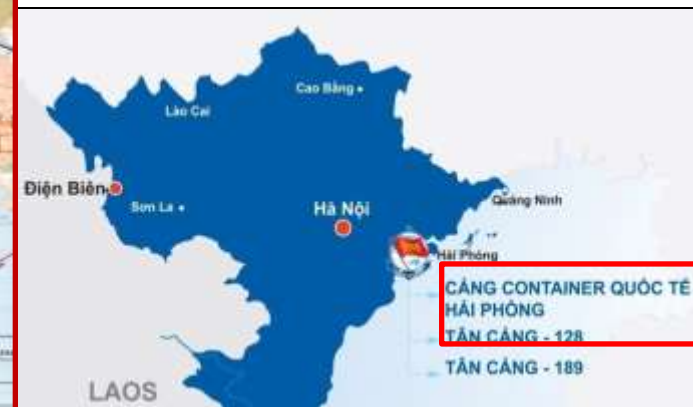 Cao Bằng
Lào Cai
Điện Biên
Sơn La
Hà Nội
Quảng Ninh
Hải Phòng
CẢNG CONTAINER QUỐC TẾ
HẢI PHÒNG
TÂN CẢNG - 128
TÂN CẢNG - 189
LAOS